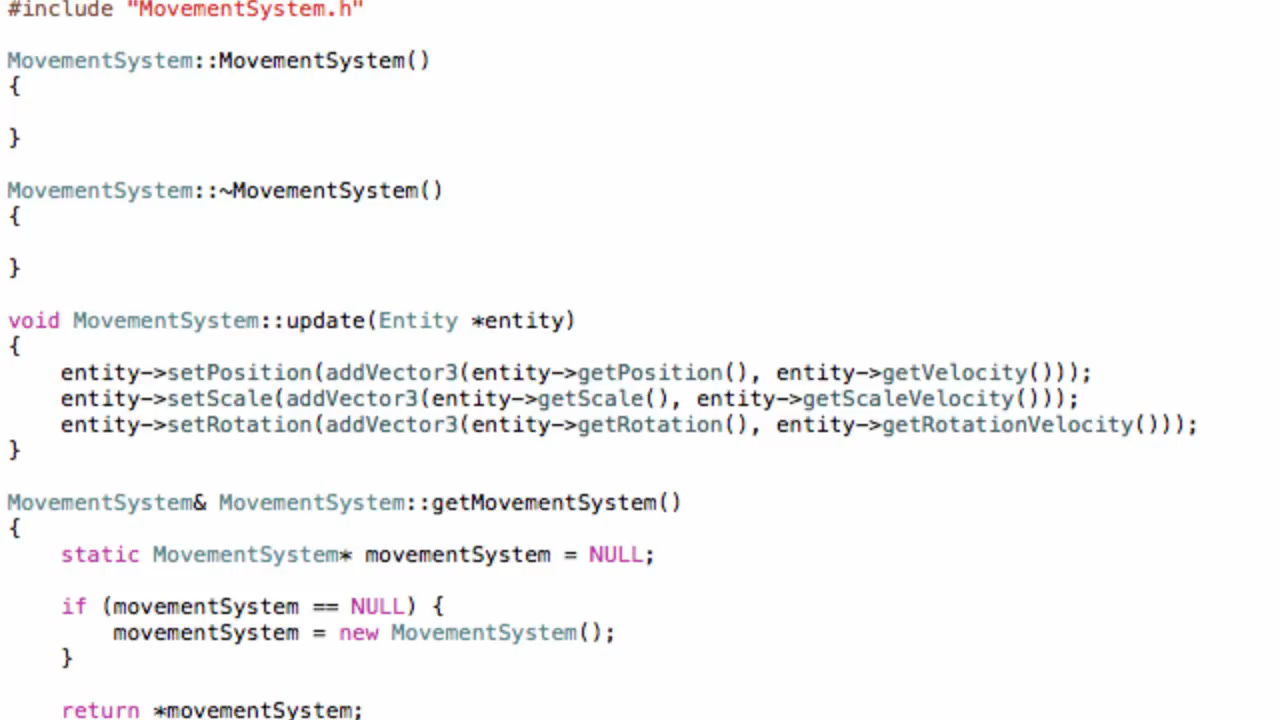 #include "MovementSystem.h"
MovementSystem::MovementSystem()
{
}
MovementSystem::~MovementSystem()
{
}
void MovementSystem::update(Entity *entity)
{
    entity->setPosition(addVector3(entity->getPosition(), entity->getVelocity()));
    entity->setScale(addVector3(entity->getScale(), entity->getScaleVelocity()));
    entity->setRotation(addVector3(entity->getRotation(), entity->getRotationVelocity()));
}
MovementSystem& MovementSystem::getMovementSystem()
{
    static MovementSystem* movementSystem = NULL;
    if (movementSystem == NULL) {
        movementSystem = new MovementSystem();
    }
    return *movementSystem;